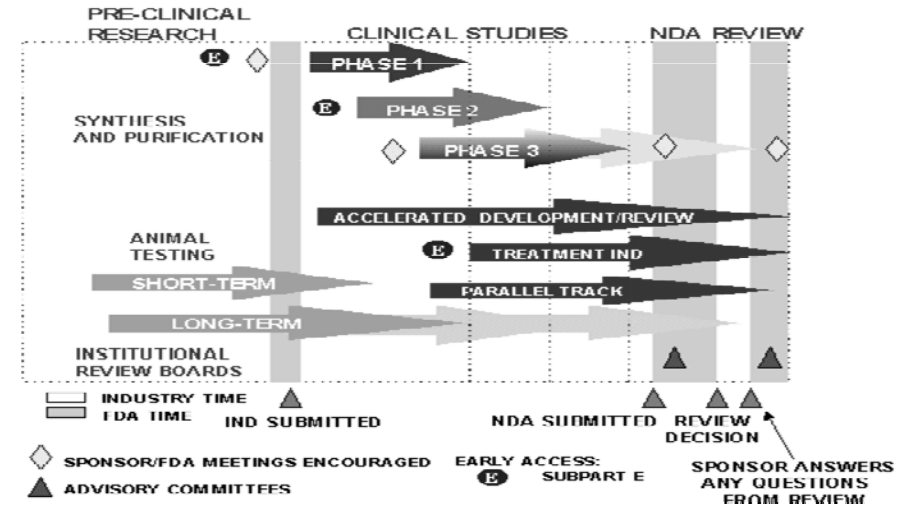 PRE-CLINICAL
RESEARCH
CLINICAL STUDIES
NDA REVIEW
E
PHASE 1
E
PHASE 2
SYNTHESIS
AND PURIFICATION
PHASE 3
ACCELERATED DEVELOPMENT/REVIEW
ANIMAL
TESTING
E
TREATMENT IND
SHORT-TERM
PARALLEL TRACK
LONG-TERM
INSTITUTIONAL
REVIEW BOARDS
INDUSTRY TIME
FDA TIME
IND SUBMITTED
NDA SUBMITTED
REVIEW
DECISION
SPONSOR/FDA MEETINGS ENCOURAGED
ADVISORY COMMITTEES
EARLY ACCESS:
E SUBPART E
SPONSOR ANSWERS
ANY QUESTIONS
FROM REVIEW